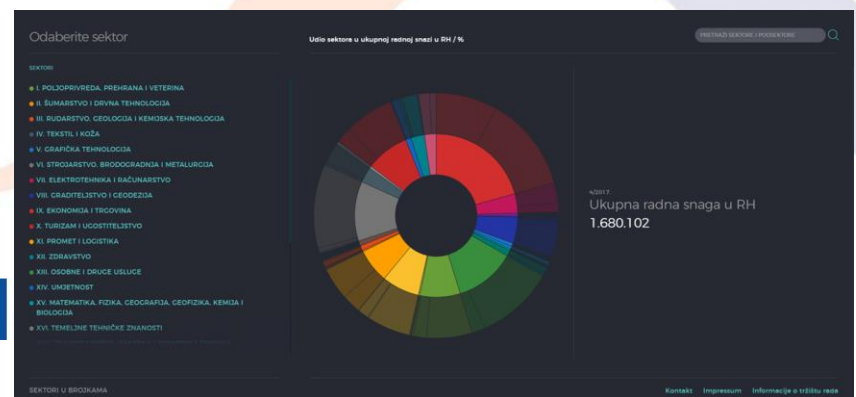 Odaberite sektor
Udio sektora u ukupnoj radnoj snazi u RH / %
PRETRAŽI SEKTORE I PODSEKTORE
SEKTORI
I. POLJOPRIVREDA, PREHRANA I VETERINA
II. ŠUMARSTVO I DRVNA TEHNOLOGIJA
III. RUDARSTVO, GEOLOGIJA I KEMIJSKA TEHNOLOGIJA
IV. TEKSTIL I KOŽA
V. GRAFIČKA TEHNOLOGIJA
VI. STROJARSTVO, BRODOGRADNJA I METALURGIJA
VII. ELEKTROTEHNIKA I RAČUNARSTVO
VIII. GRADITELJSTVO I GEODEZIJA
IX. EKONOMIJA I TRGOVINA
X. TURIZAM I UGOSTITELJSTVO
XI. PROMET I LOGISTIKA
XII. ZDRAVSTVO
XIII. OSOBNE I DRUGE USLUGE
XIV. UMJETNOST
XV. MATEMATIKA, FIZIKA, GEOGRAFIJA, GEOFIZIKA, KEMIJA I
BIOLOGIJA
XVI. TEMELJNE TEHNIČKE ZNANOSTI
4/2017
Ukupna radna snaga u RH
1.680.102
SEKTORI U BROJKAMA
Kontakt Impressum Informacije o tržištu rada